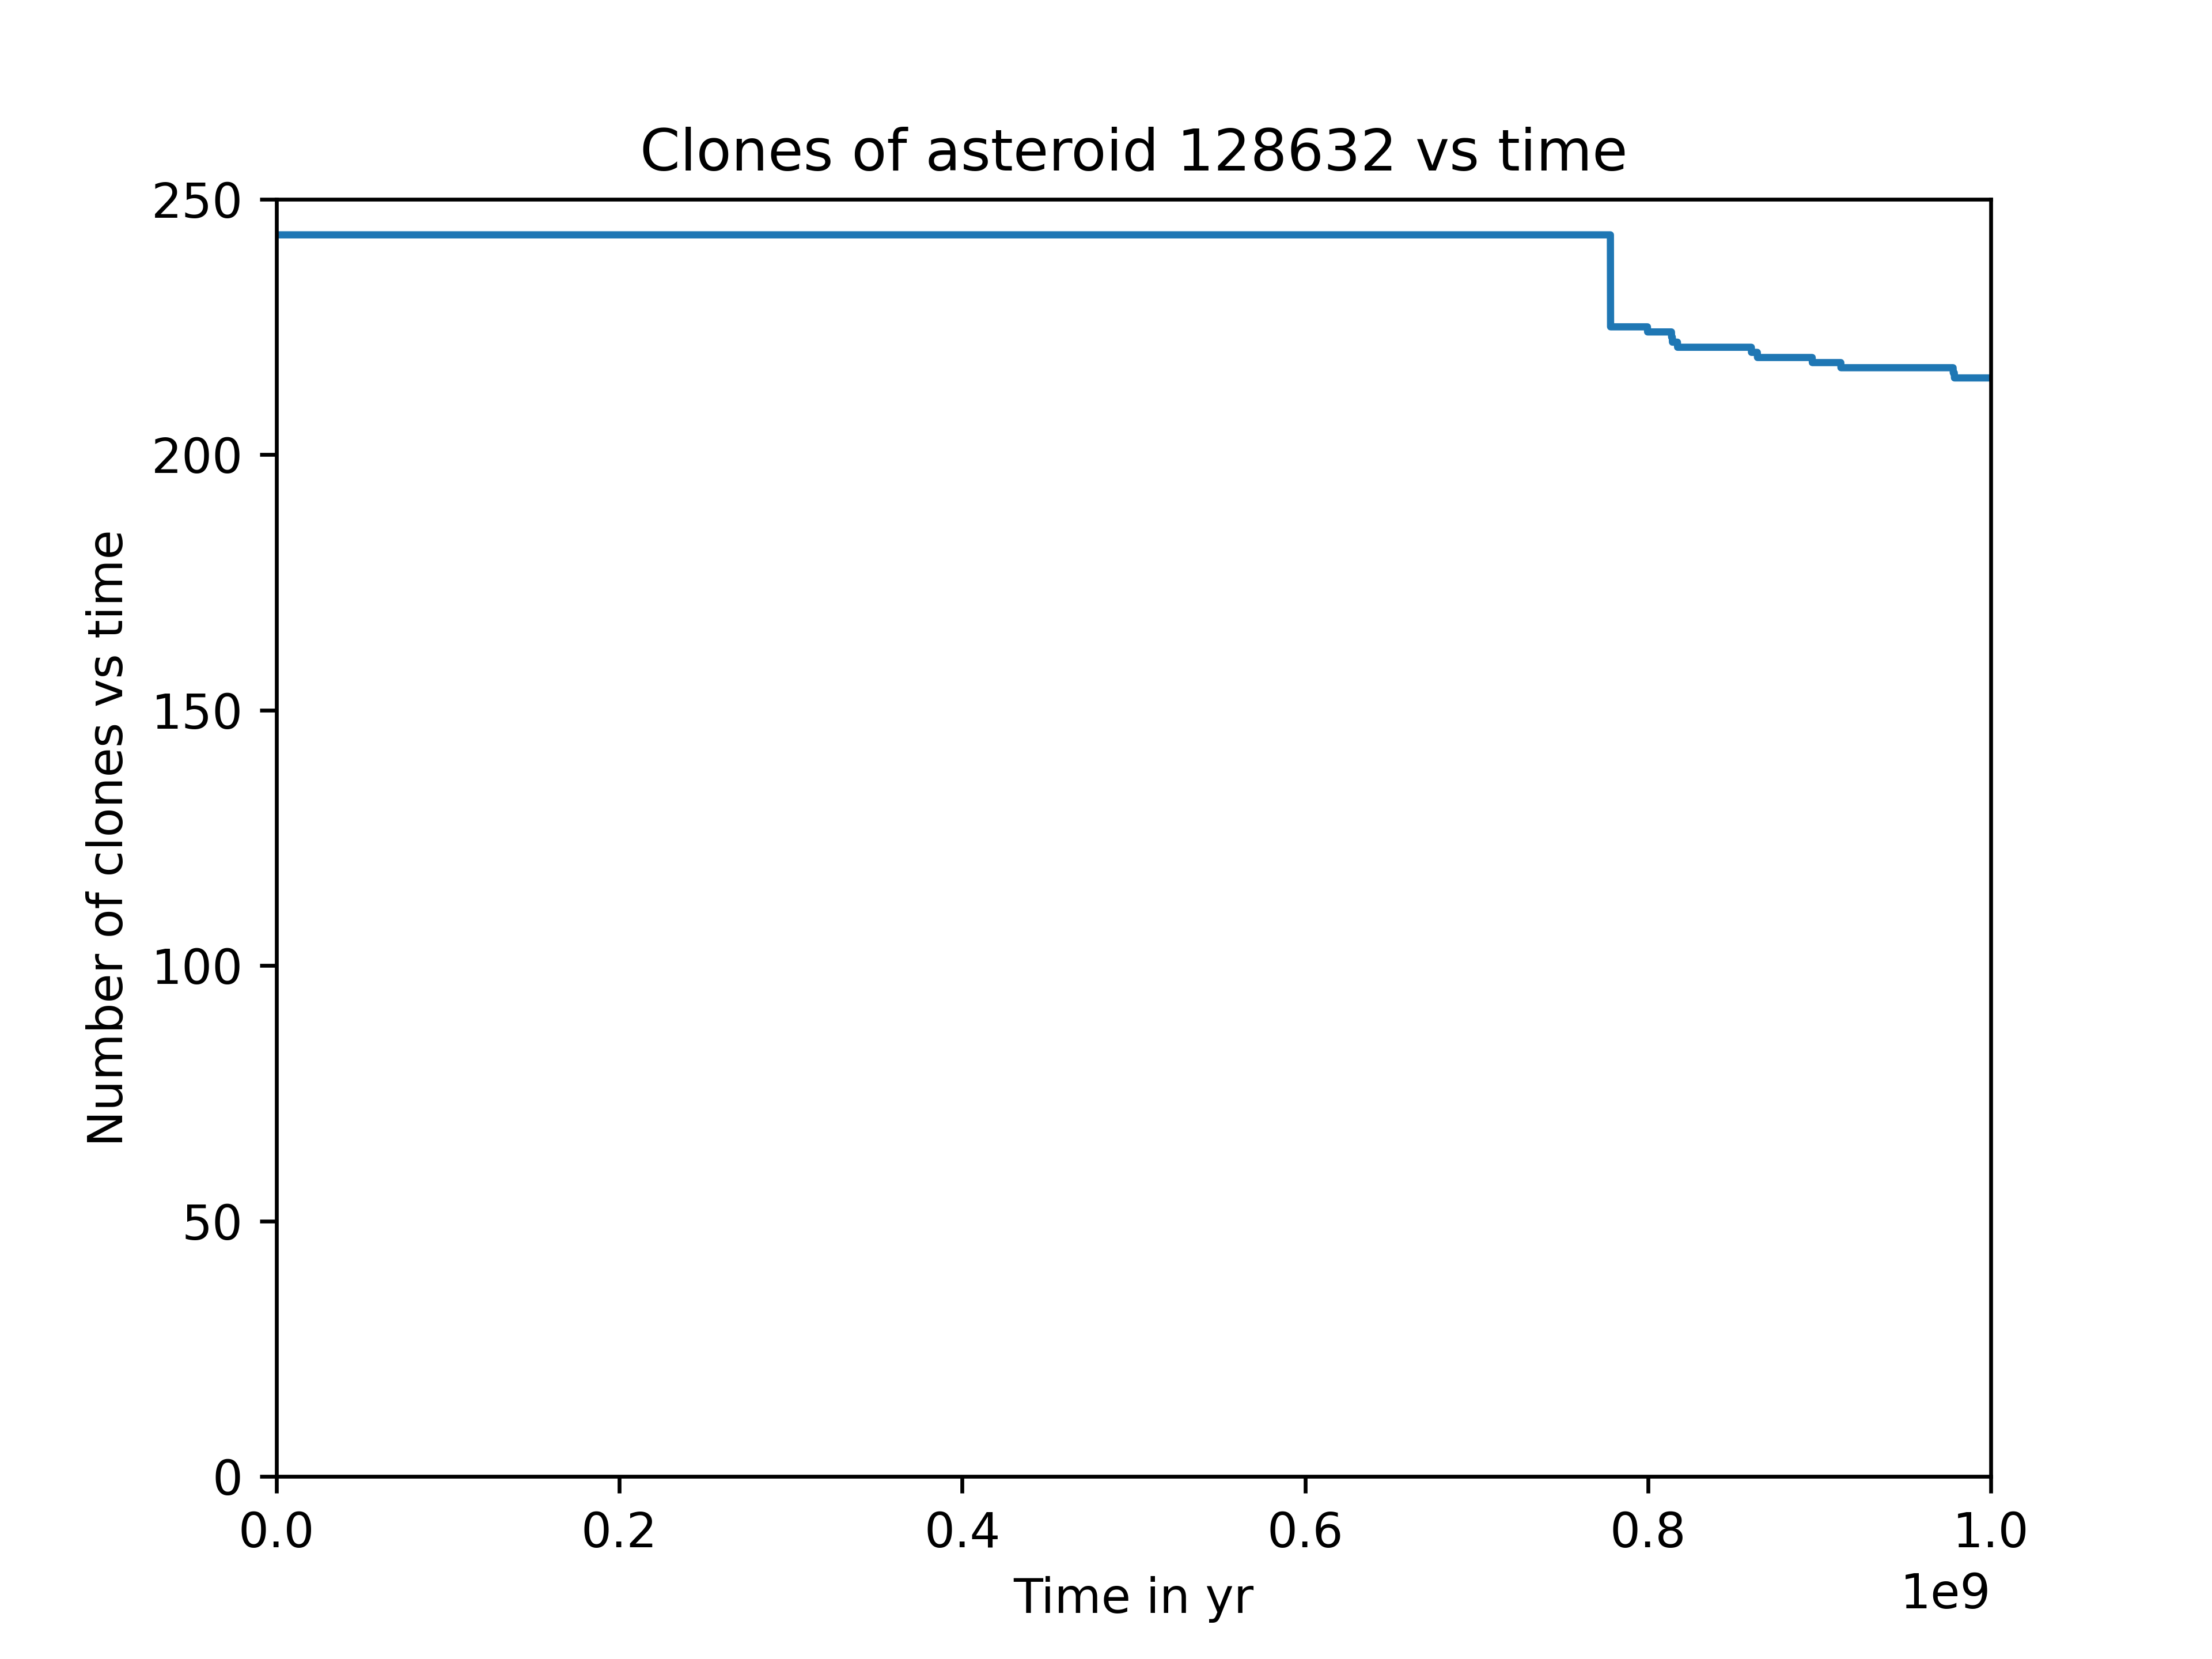 Clones of asteroid 128632 vs time
250
200
150
100
50
0
Number of clones vs time
0.0 0.2 0.4 0.6 0.8 1.0
1e9
Time in yr